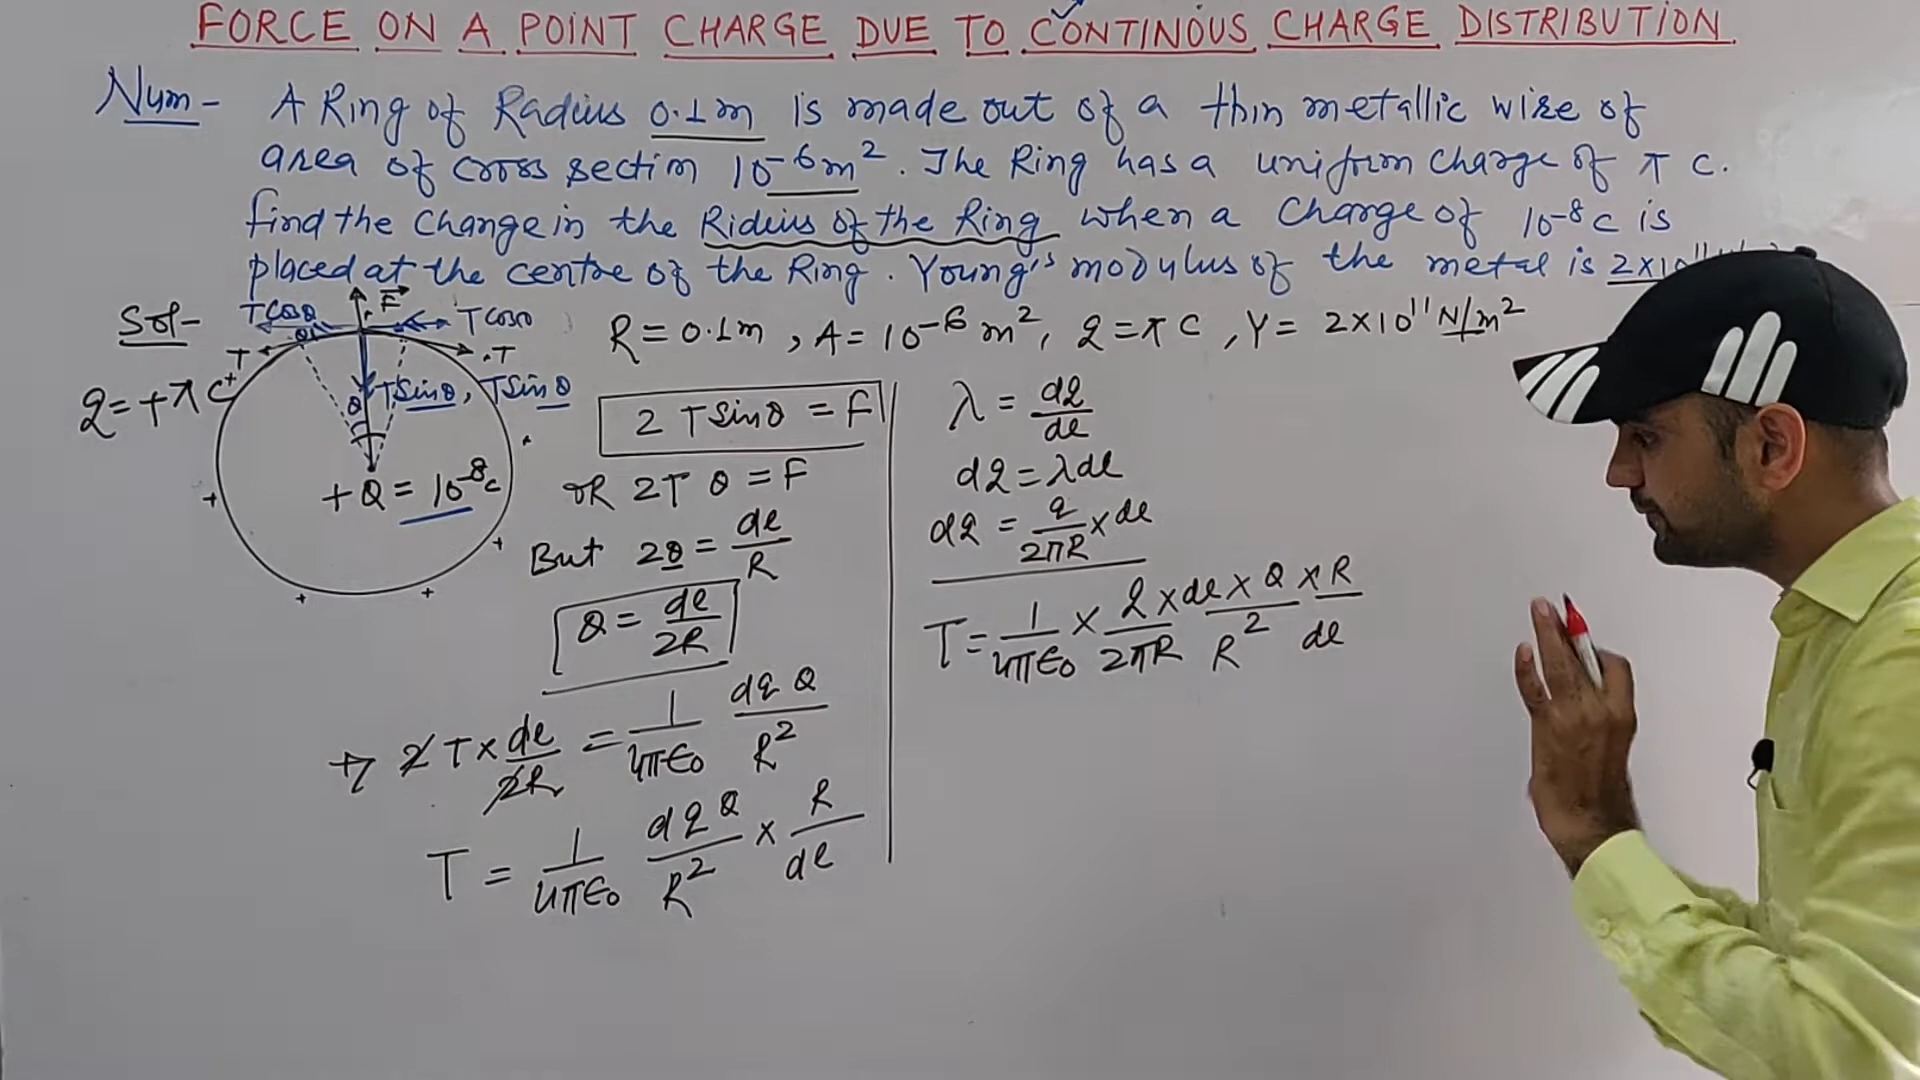 FORCE ON A POINT CHARGE DUE TO CONTINOUS CHARGE DISTRIBUTION
Num- A Ring of Radius 0.1m is made out of a thin metallic wire of
area of cross section 10⁻⁶m². The Ring has a uniform charge of π C.
find the change in the Ridius of the Ring when a charge of 10⁻⁸C is
placed at the centre of the Ring. Young's modulus of the metal is 2×10¹¹
Sol-
R = 0.1m, A = 10⁻⁶ m², q = π C, Y = 2×10¹¹ N/m²
F
Tcosθ Tcosθ
θ
T T
q = +π C
Tsinθ, Tsinθ
θ
+Q = 10⁻⁸C
+ + + + +
2 Tsinθ = F
OR 2T θ = F
But 2θ = dl/R
θ = dl/2R
⇒ 2 T × dl/2R = 1/4πε₀ dq Q/R²
T = 1/4πε₀ dq Q/R² × R/dl
λ = dq/dl
dq = λdl
dq = q/2πR × dl
T = 1/4πε₀ × q/2πR × dl × Q/R² × R/dl